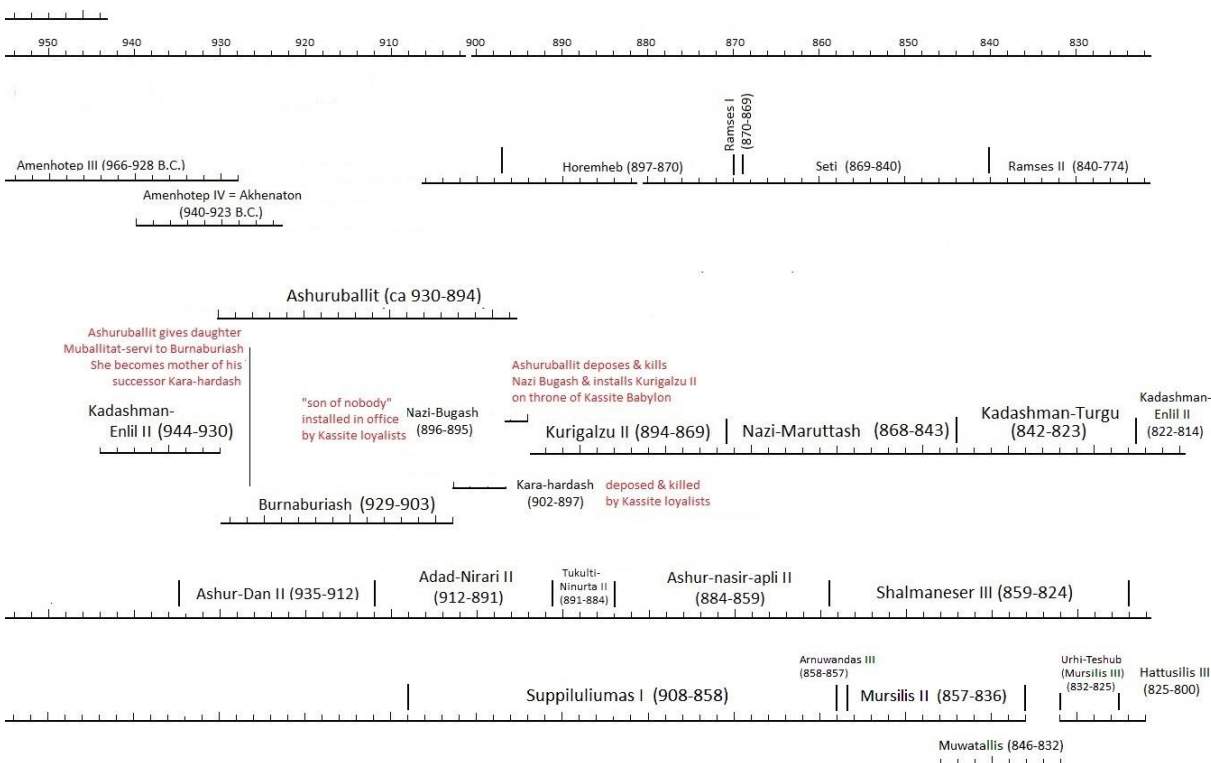 950 940 930 920 910 900 890 880 870 860 850 840 830
Ramses I
(870-869)
Amenhotep III (966-928 B.C.)
Horemheb (897-870)
Seti (869-840)
Ramses II (840-774)
Amenhotep IV = Akhenaton
(940-923 B.C.)
Ashuruballit (ca 930-894)
Ashuruballit gives daughter
Muballitat-servi to Burnaburiash
She becomes mother of his
successor Kara-hardash
Ashuruballit deposes & kills
Nazi Bugash & installs Kurigalzu II
on throne of Kassite Babylon
"son of nobody"
installed in office
by Kassite loyalists
Nazi-Bugash
(896-895)
Kadashman-
Enlil II (944-930)
Kurigalzu II (894-869)
Nazi-Maruttash (868-843)
Kadashman-Turgu
(842-823)
Kadashman-
Enlil II
(822-814)
Kara-hardash
(902-897)
deposed & killed
by Kassite loyalists
Burnaburiash (929-903)
Ashur-Dan II (935-912)
Adad-Nirari II
(912-891)
Tukulti-
Ninurta II
(891-884)
Ashur-nasir-apli II
(884-859)
Shalmaneser III (859-824)
Suppiluliumas I (908-858)
Arnuwandas III
(858-857)
Mursilis II (857-836)
Urhi-Teshub
(Mursilis III)
(832-825)
Hattusilis III
(825-800)
Muwatallis (846-832)